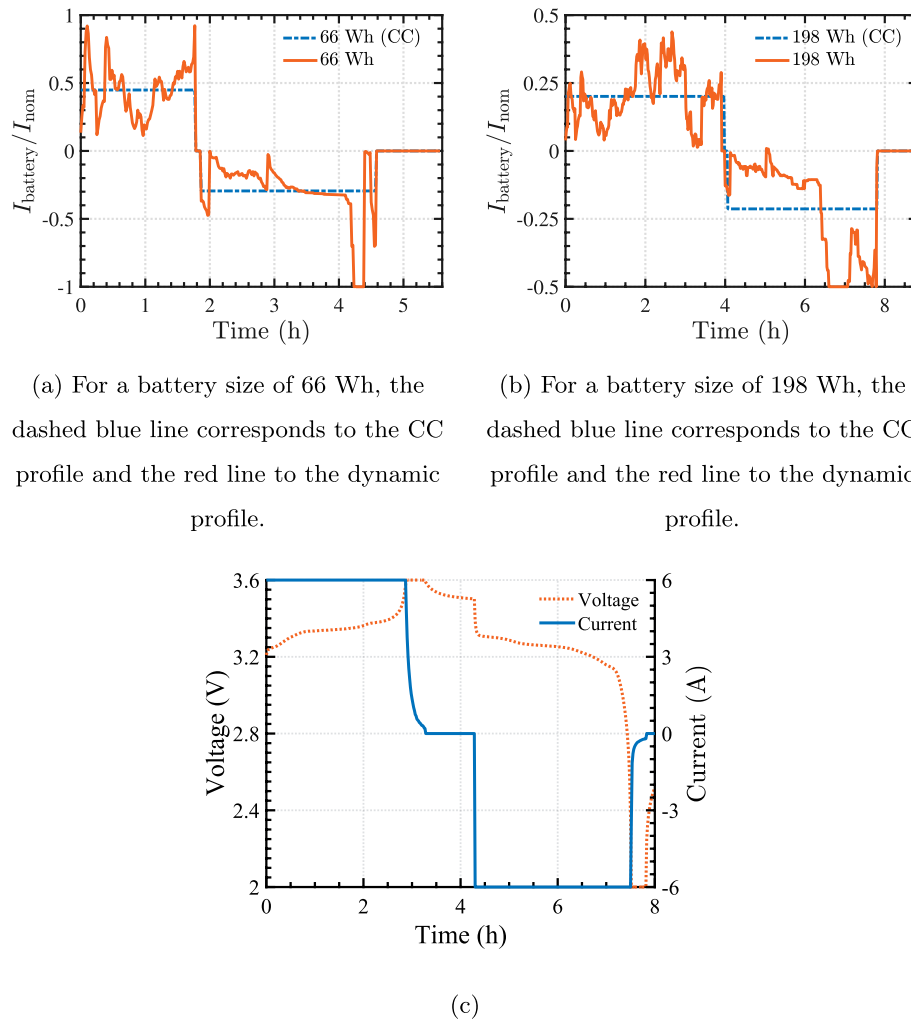 1
0.5
0
-0.5
-1
I_battery/I_nom
66 Wh (CC)
66 Wh
0 1 2 3 4 5
Time (h)
0.5
0.25
0
-0.25
-0.5
I_battery/I_nom
198 Wh (CC)
198 Wh
0 2 4 6 8
Time (h)
(a) For a battery size of 66 Wh, the
dashed blue line corresponds to the CC
profile and the red line to the dynamic
profile.
(b) For a battery size of 198 Wh, the
dashed blue line corresponds to the CC
profile and the red line to the dynamic
profile.
3.6
3.2
2.8
2.4
2
Voltage (V)
Voltage
Current
6
3
0
-3
-6
Current (A)
0 2 4 6 8
Time (h)
(c)